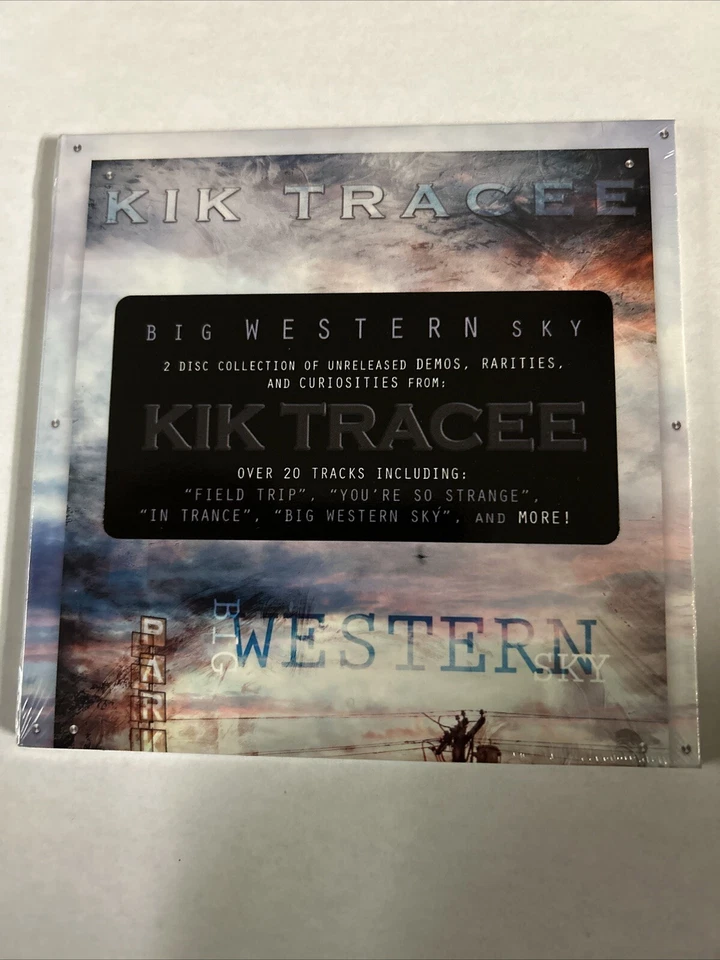 KIK TRACEE
BIG WESTERN SKY
2 DISC COLLECTION OF UNRELEASED DEMOS, RARITIES,
AND CURIOSITIES FROM:
KIK TRACEE
OVER 20 TRACKS INCLUDING:
"FIELD TRIP", "YOU'RE SO STRANGE",
"IN TRANCE", "BIG WESTERN SKY", AND MORE!
BIG
WESTERN
SKY
PARK